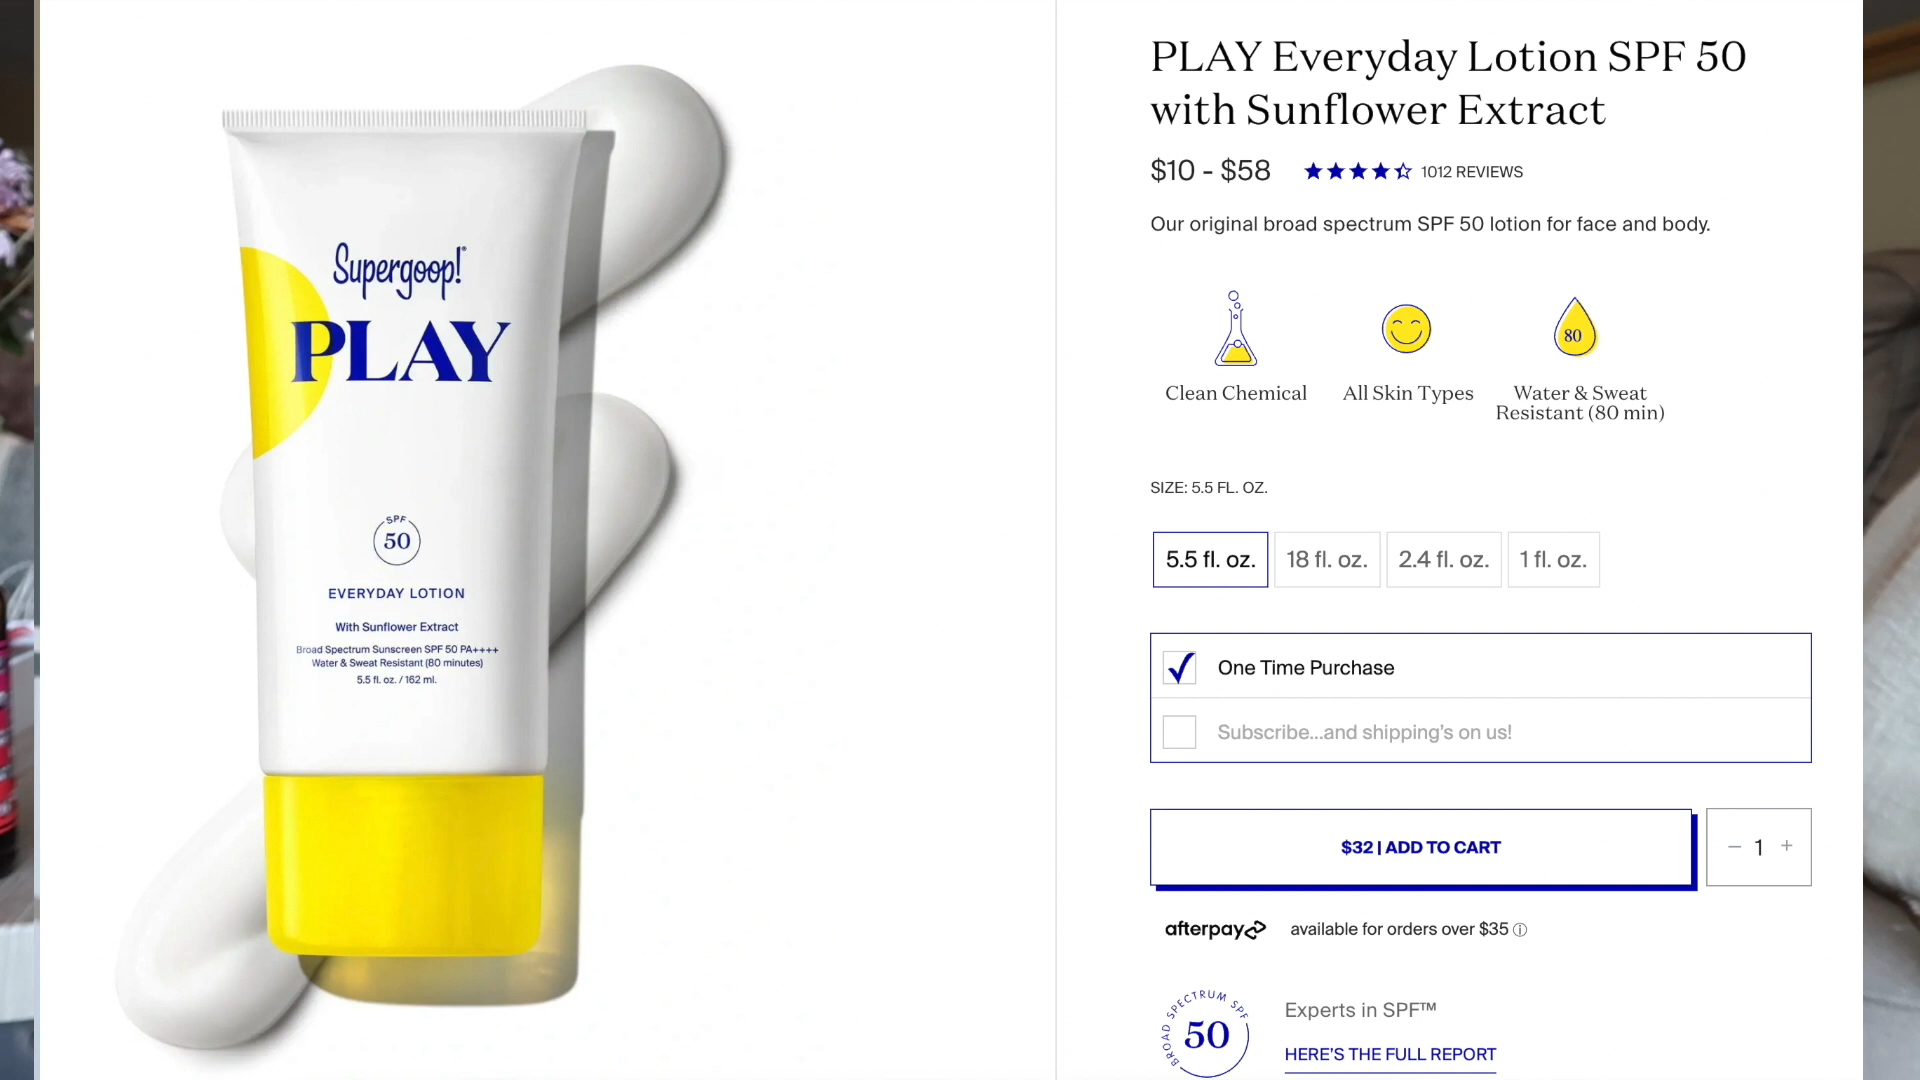 Supergoop!
PLAY
SPF
50
EVERYDAY LOTION
With Sunflower Extract
Broad Spectrum Sunscreen SPF 50 PA++++
Water & Sweat Resistant (80 minutes)
5.5 fl. oz. / 162 ml.
PLAY Everyday Lotion SPF 50
with Sunflower Extract
$10 - $58 1012 REVIEWS
Our original broad spectrum SPF 50 lotion for face and body.
80
Clean Chemical All Skin Types Water & Sweat
Resistant (80 min)
SIZE: 5.5 FL. OZ.
5.5 fl. oz. 18 fl. oz. 2.4 fl. oz. 1 fl. oz.
One Time Purchase
Subscribe...and shipping's on us!
$32 | ADD TO CART − 1 +
afterpay available for orders over $35 ⓘ
BROAD SPECTRUM SPF
50
Experts in SPF™
HERE'S THE FULL REPORT